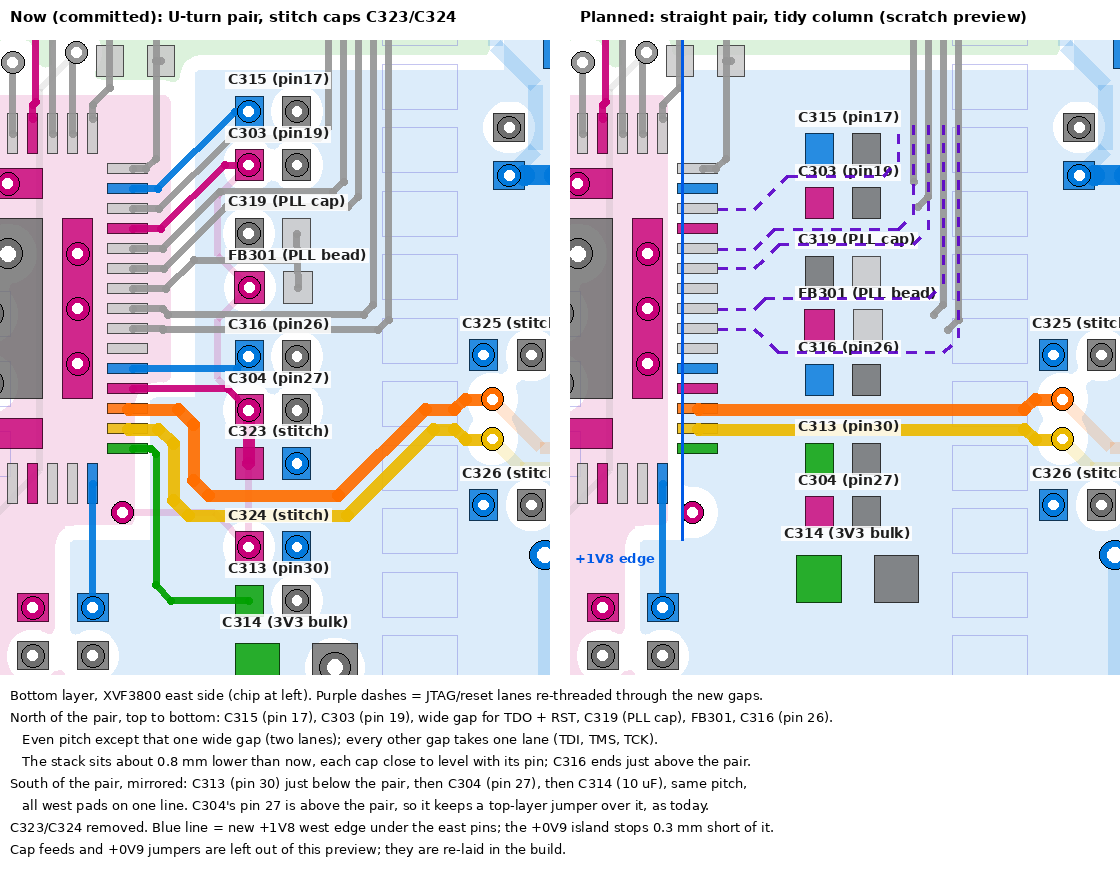 Now (committed): U-turn pair, stitch caps C323/C324
C315 (pin17)
C303 (pin19)
C319 (PLL cap)
FB301 (PLL bead)
C316 (pin26)
C325 (stitch
C304 (pin27)
C323 (stitch)
C326 (stitch
C324 (stitch)
C313 (pin30)
C314 (3V3 bulk)
Planned: straight pair, tidy column (scratch preview)
C315 (pin17)
C303 (pin19)
C319 (PLL cap)
FB301 (PLL bead)
C325 (stitc
C316 (pin26)
C313 (pin30)
C326 (stitc
C304 (pin27)
C314 (3V3 bulk)
+1V8 edge
Bottom layer, XVF3800 east side (chip at left). Purple dashes = JTAG/reset lanes re-threaded through the new gaps.
North of the pair, top to bottom: C315 (pin 17), C303 (pin 19), wide gap for TDO + RST, C319 (PLL cap), FB301, C316 (pin 26).
Even pitch except that one wide gap (two lanes); every other gap takes one lane (TDI, TMS, TCK).
The stack sits about 0.8 mm lower than now, each cap close to level with its pin; C316 ends just above the pair.
South of the pair, mirrored: C313 (pin 30) just below the pair, then C304 (pin 27), then C314 (10 uF), same pitch,
all west pads on one line. C304's pin 27 is above the pair, so it keeps a top-layer jumper over it, as today.
C323/C324 removed. Blue line = new +1V8 west edge under the east pins; the +0V9 island stops 0.3 mm short of it.
Cap feeds and +0V9 jumpers are left out of this preview; they are re-laid in the build.